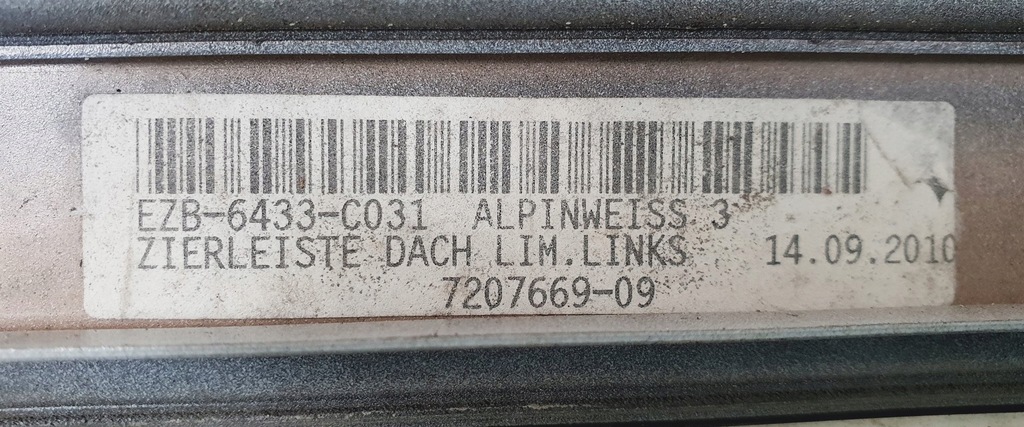 EZB-6433-C031 ALPINWEISS 3
ZIERLEISTE DACH LIM.LINKS 14.09.2010
7207669-09